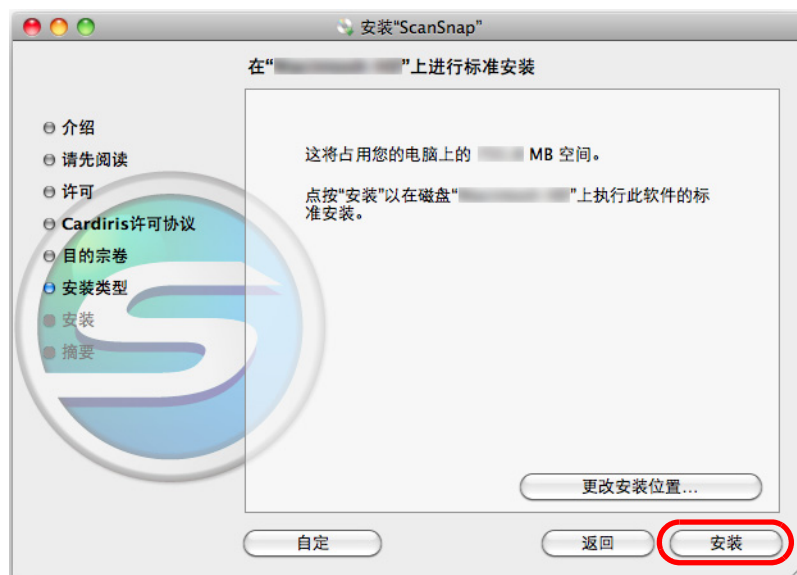 安装“ScanSnap”
在“ ”上进行标准安装
介绍
请先阅读
许可
Cardiris许可协议
目的宗卷
安装类型
安装
摘要
这将占用您的电脑上的 MB 空间。
点按“安装”以在磁盘“ ”上执行此软件的标
准安装。
更改安装位置...
自定
返回
安装